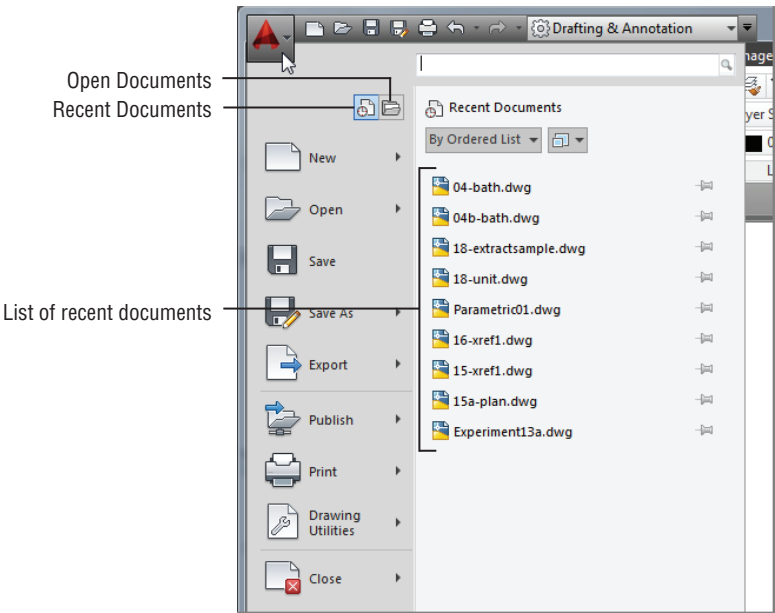 Drafting & Annotation
Open Documents
Recent Documents
Recent Documents
By Ordered List
New
Open
Save
Save As
Export
Publish
Print
Drawing
Utilities
Close
04-bath.dwg
04b-bath.dwg
18-extractsample.dwg
18-unit.dwg
Parametric01.dwg
16-xref1.dwg
15-xref1.dwg
15a-plan.dwg
Experiment13a.dwg
List of recent documents